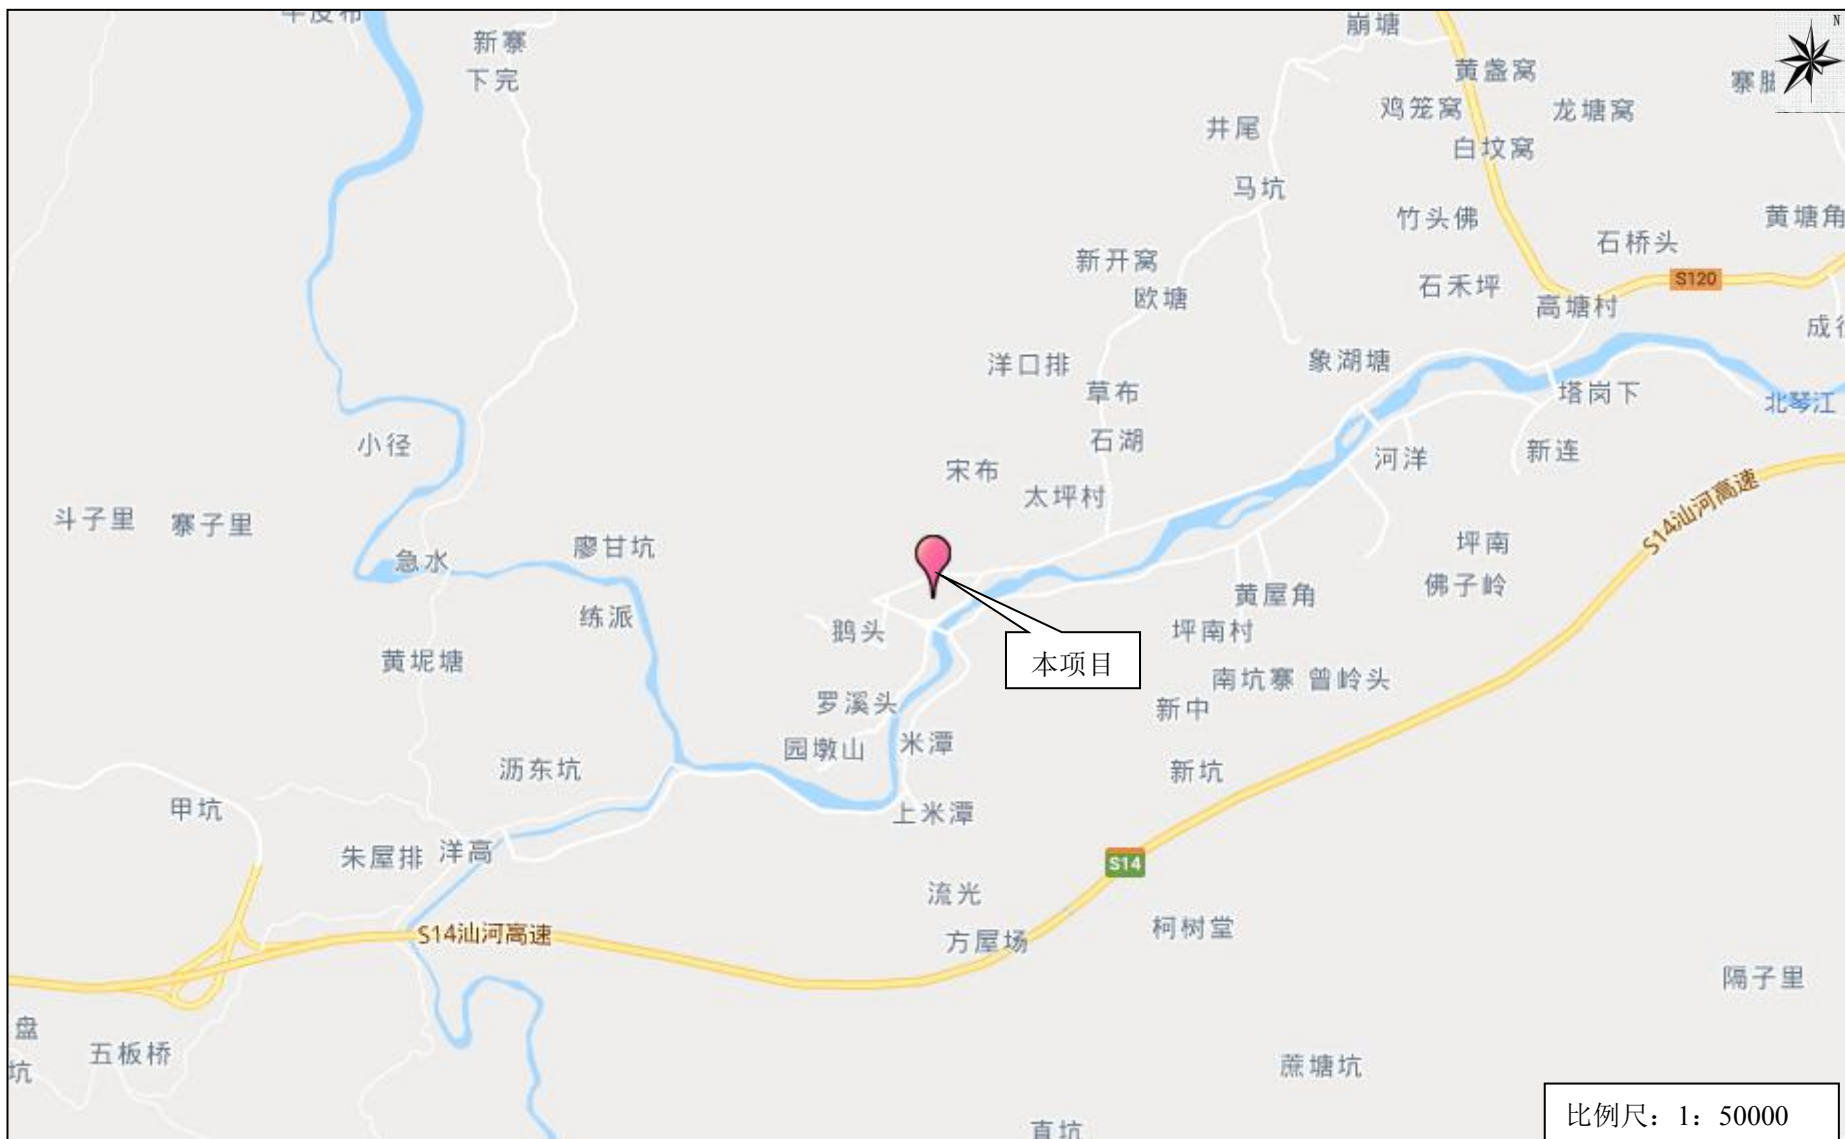 新寨
下完
崩塘
N
黄盏窝
寨
鸡笼窝
龙塘窝
井尾
白坟窝
马坑
竹头佛
黄塘角
石桥头
新开窝
S120
石禾坪
欧塘
高塘村
象湖塘
洋口排
草布
塔岗下
北琴江
小径
石湖
河洋
新连
宋布
太坪村
斗子里
寨子里
S14汕河高速
廖甘坑
坪南
急水
佛子岭
黄屋角
练派
鹅头
坪南村
本项目
黄坭塘
南坑寨
曾岭头
罗溪头
新中
园墩山
米潭
沥东坑
新坑
甲坑
上米潭
朱屋排
洋高
S14
流光
柯树堂
S14汕河高速
方屋场
隔子里
盘
五板桥
坑
蔗塘坑
比例尺：1：50000
直坑